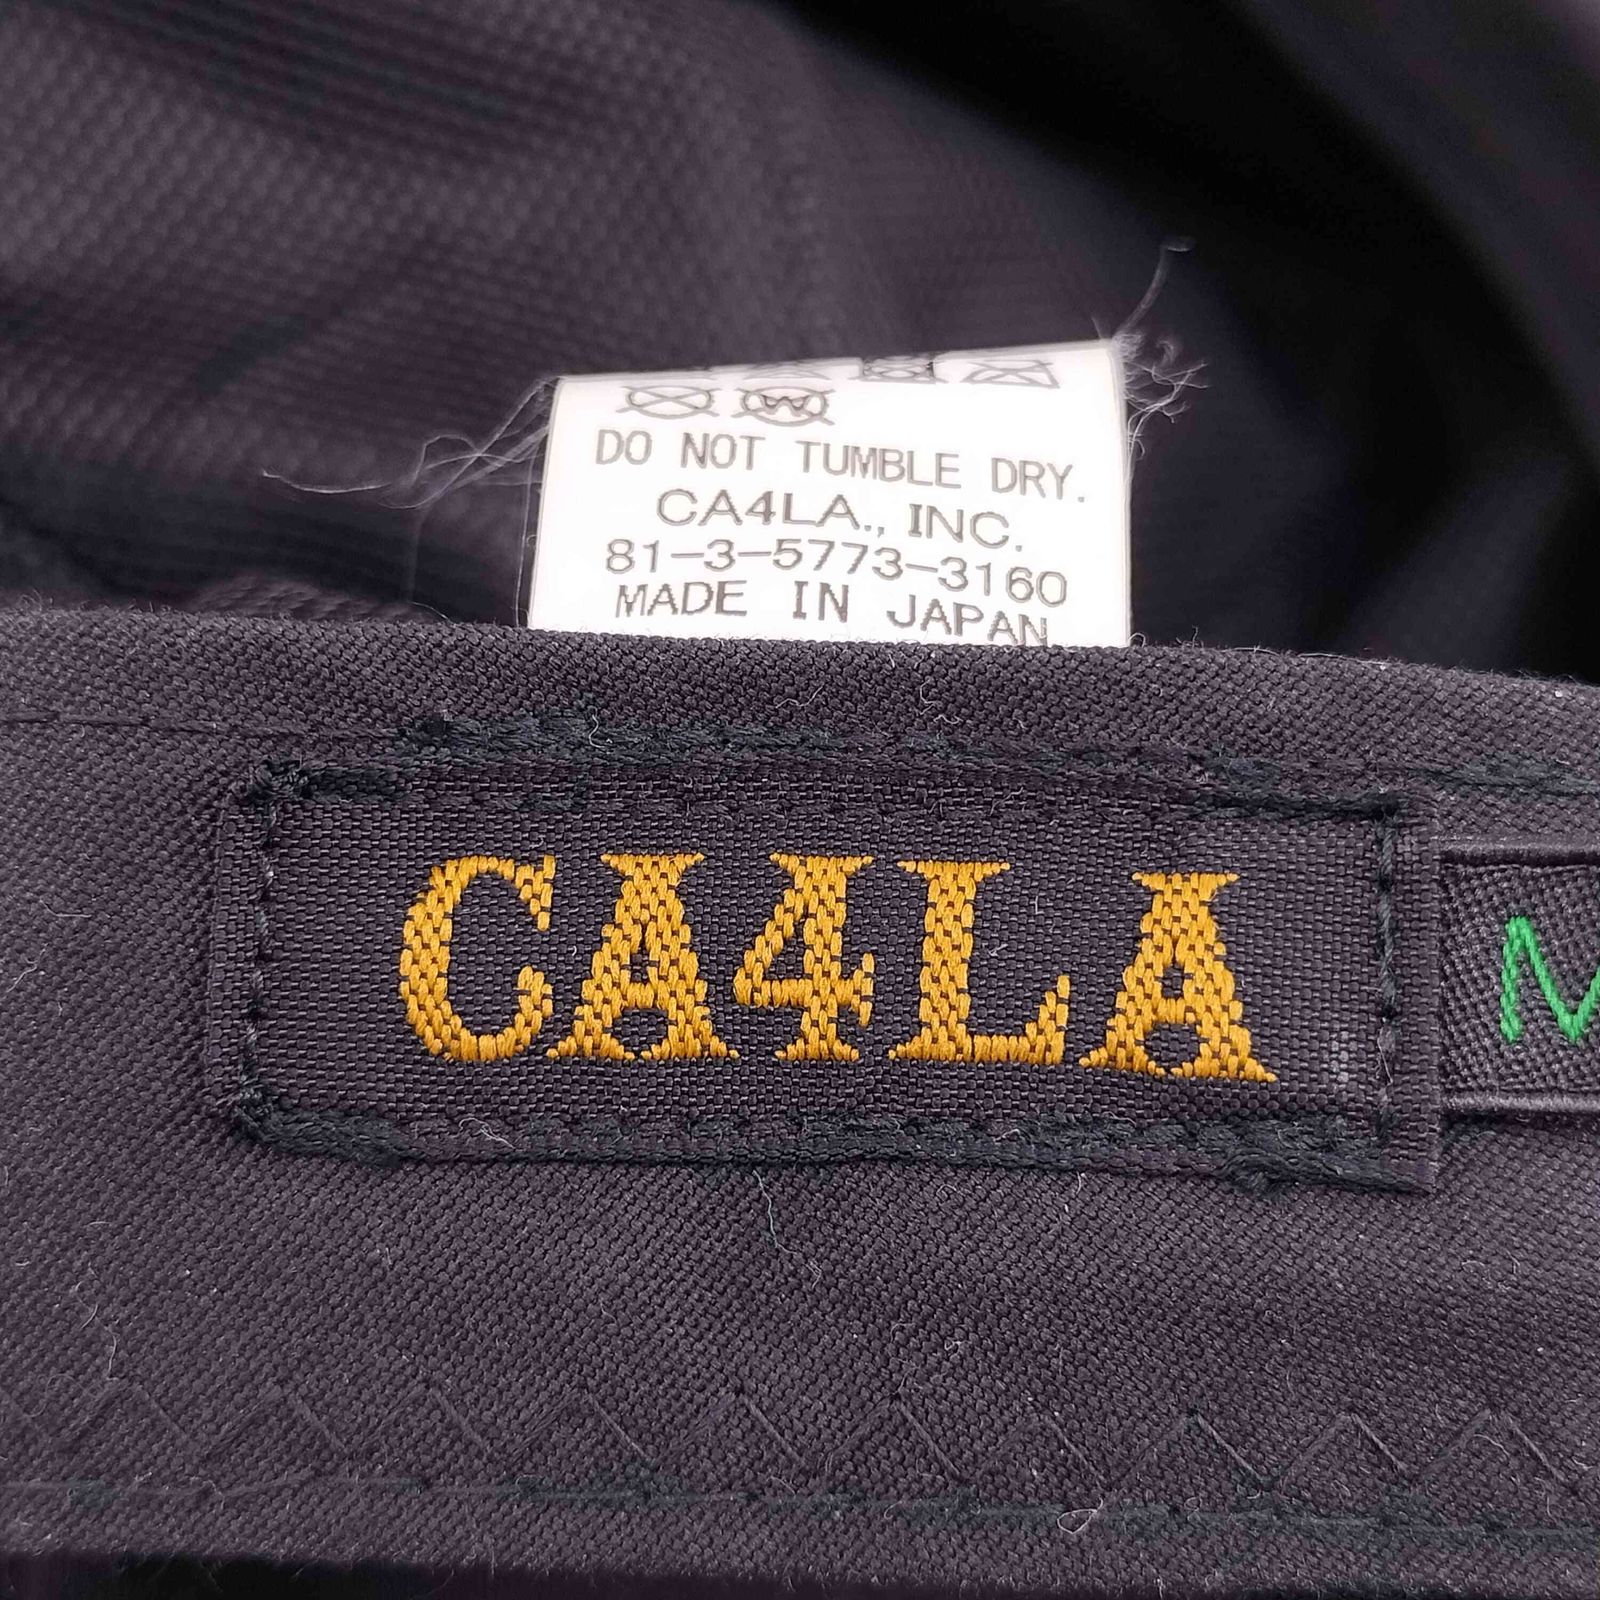 DO NOT TUMBLE DRY.
CA4LA., INC.
81-3-5773-3160
MADE IN JAPAN
CA4LA
M